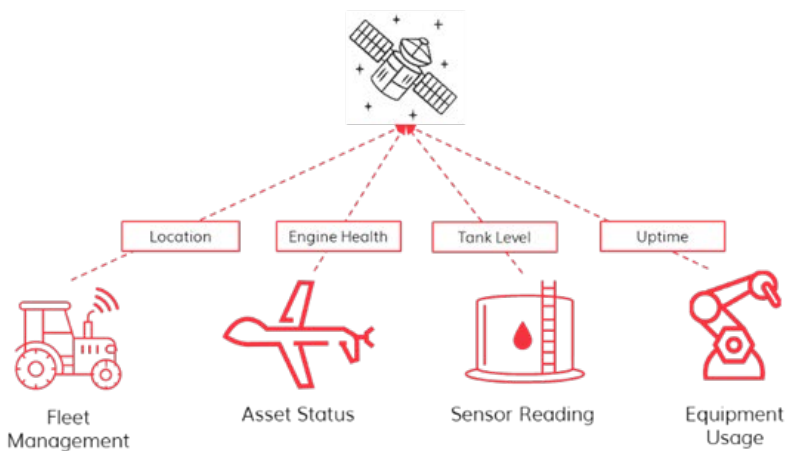 Location
Engine Health
Tank Level
Uptime
Fleet
Management
Asset Status
Sensor Reading
Equipment
Usage